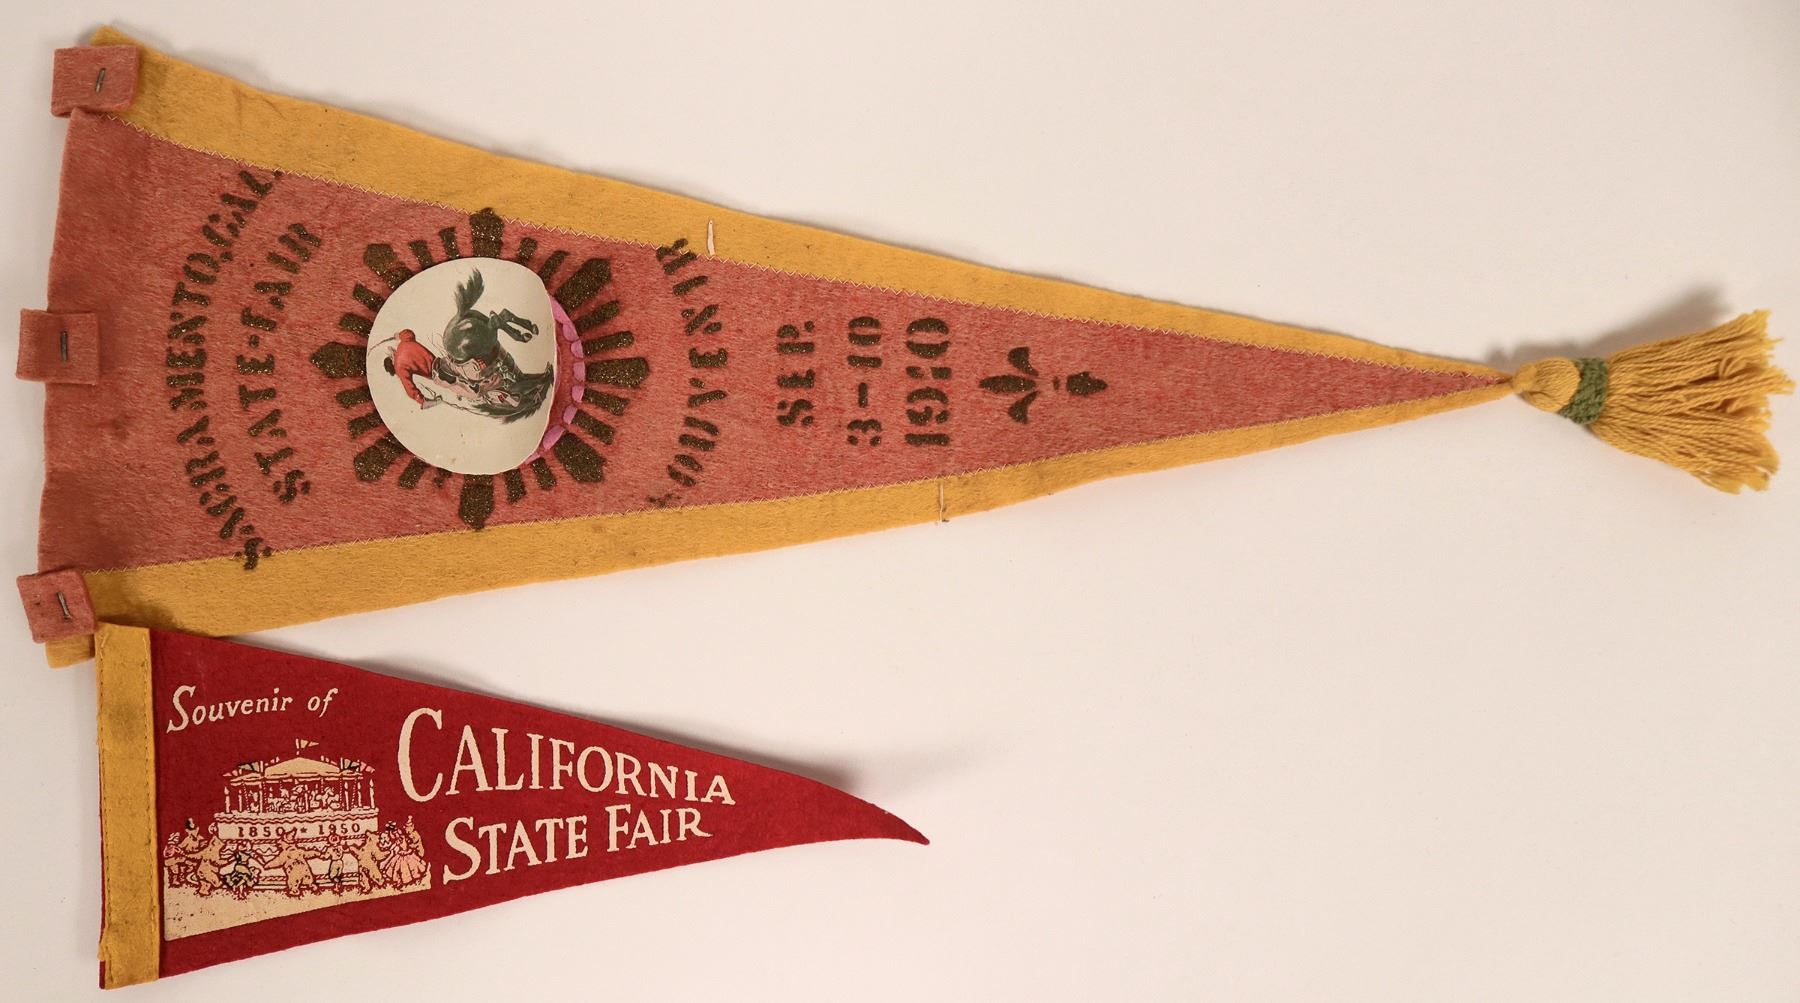 SACRAMENTO, CAL.
STATE-FAIR
SOUVENIR
SEP.
3-10
1910
Souvenir of
CALIFORNIA
STATE FAIR
1850 ★ 1950